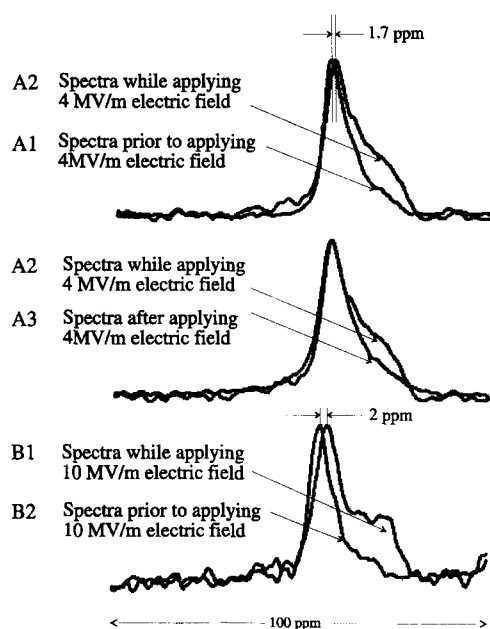 1.7 ppm
A2 Spectra while applying
4 MV/m electric field
A1 Spectra prior to applying
4MV/m electric field
A2 Spectra while applying
4 MV/m electric field
A3 Spectra after applying
4MV/m electric field
2 ppm
B1 Spectra while applying
10 MV/m electric field
B2 Spectra prior to applying
10 MV/m electric field
100 ppm